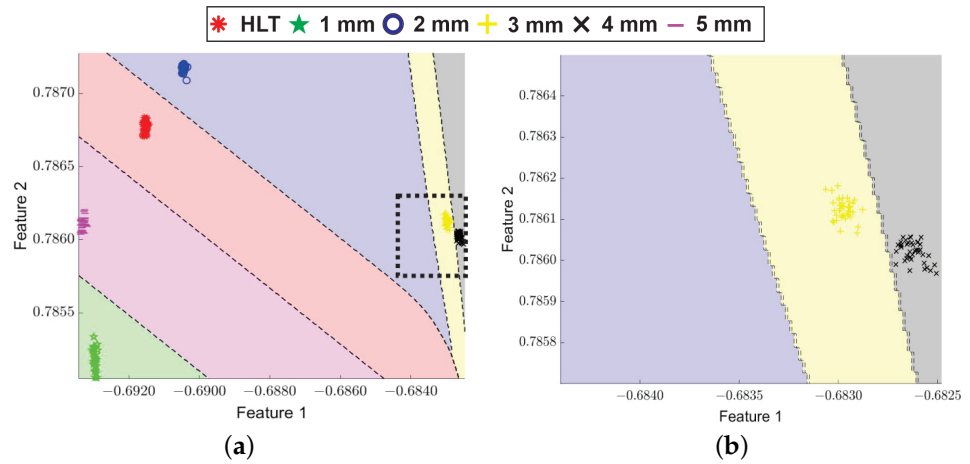 HLT 1 mm 2 mm 3 mm 4 mm 5 mm
0.7870
0.7865
0.7860
0.7855
Feature 2
−0.6920 −0.6900 −0.6880 −0.6860 −0.6840
Feature 1
(a)
0.7864
0.7863
0.7862
0.7861
0.7860
0.7859
0.7858
Feature 2
−0.6840 −0.6835 −0.6830 −0.6825
Feature 1
(b)